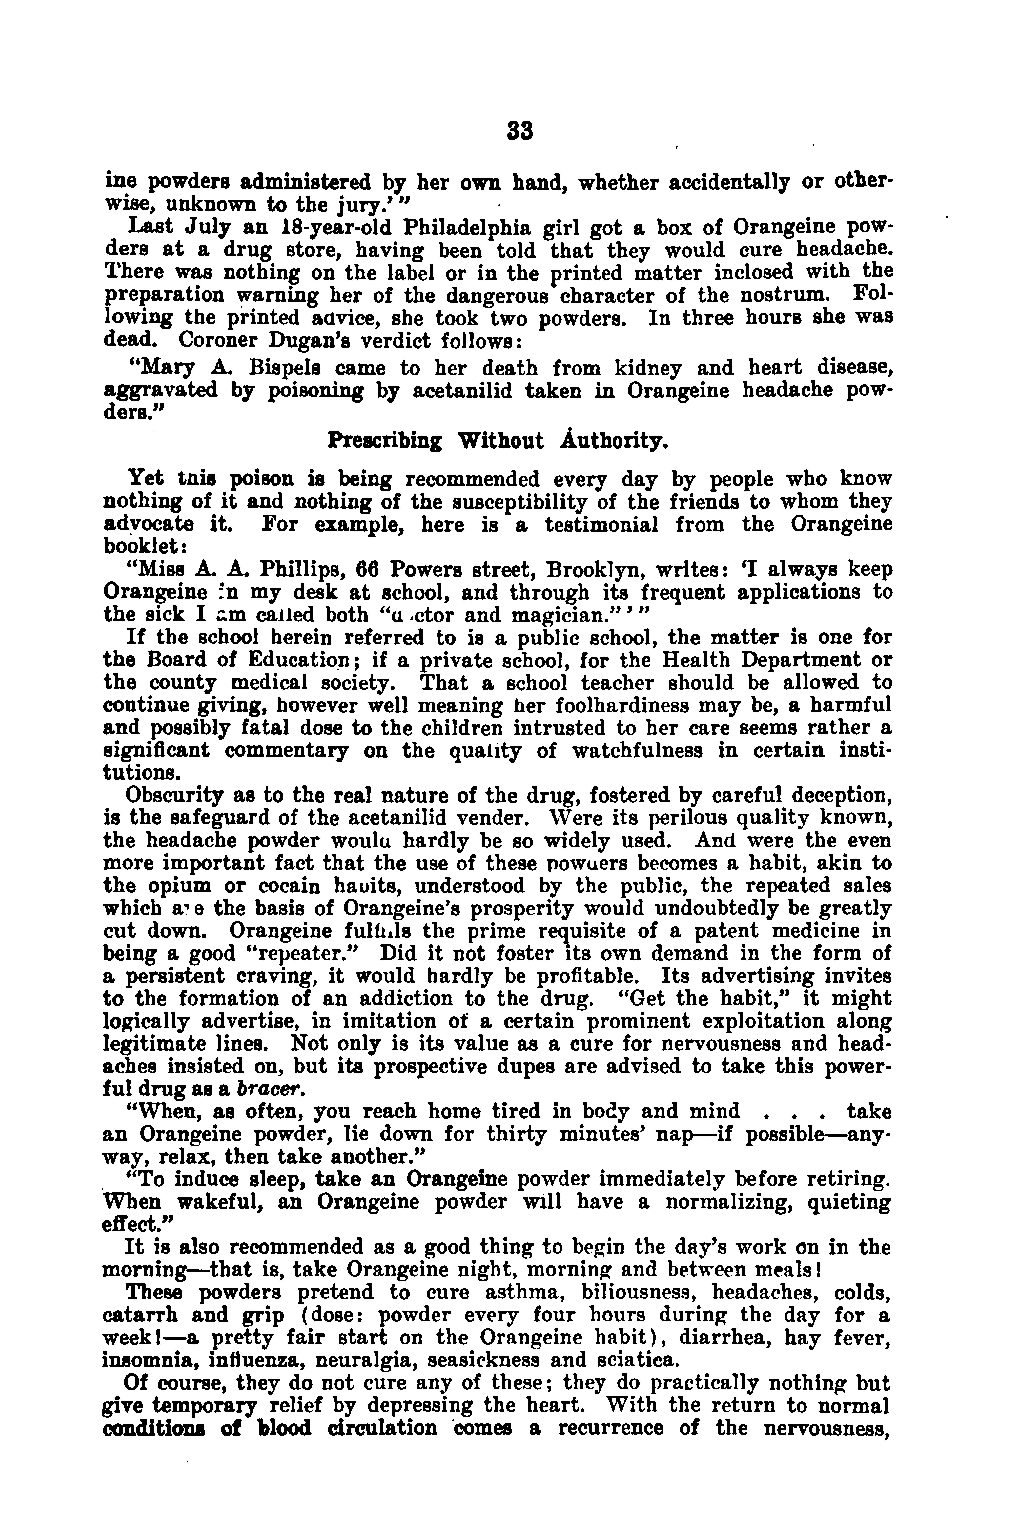 33
ine powders administered by her own hand, whether accidentally or other-
wise, unknown to the jury.' "
Last July an 18-year-old Philadelphia girl got a box of Orangeine pow-
ders at a drug store, having been told that they would cure headache.
There was nothing on the label or in the printed matter inclosed with the
preparation warning her of the dangerous character of the nostrum. Fol-
lowing the printed advice, she took two powders. In three hours she was
dead. Coroner Dugan's verdict follows:
"Mary A. Bispels came to her death from kidney and heart disease,
aggravated by poisoning by acetanilid taken in Orangeine headache pow-
ders."
Prescribing Without Authority.
Yet this poison is being recommended every day by people who know
nothing of it and nothing of the susceptibility of the friends to whom they
advocate it. For example, here is a testimonial from the Orangeine
booklet:
"Miss A. A. Phillips, 66 Powers street, Brooklyn, writes: 'I always keep
Orangeine in my desk at school, and through its frequent applications to
the sick I am called both "doctor and magician." ' "
If the school herein referred to is a public school, the matter is one for
the Board of Education; if a private school, for the Health Department or
the county medical society. That a school teacher should be allowed to
continue giving, however well meaning her foolhardiness may be, a harmful
and possibly fatal dose to the children intrusted to her care seems rather a
significant commentary on the quality of watchfulness in certain insti-
tutions.
Obscurity as to the real nature of the drug, fostered by careful deception,
is the safeguard of the acetanilid vender. Were its perilous quality known,
the headache powder would hardly be so widely used. And were the even
more important fact that the use of these powders becomes a habit, akin to
the opium or cocain habits, understood by the public, the repeated sales
which are the basis of Orangeine's prosperity would undoubtedly be greatly
cut down. Orangeine fulfills the prime requisite of a patent medicine in
being a good "repeater." Did it not foster its own demand in the form of
a persistent craving, it would hardly be profitable. Its advertising invites
to the formation of an addiction to the drug. "Get the habit," it might
logically advertise, in imitation of a certain prominent exploitation along
legitimate lines. Not only is its value as a cure for nervousness and head-
aches insisted on, but its prospective dupes are advised to take this power-
ful drug as a bracer.
"When, as often, you reach home tired in body and mind . . . take
an Orangeine powder, lie down for thirty minutes' nap—if possible—any-
way, relax, then take another."
"To induce sleep, take an Orangeine powder immediately before retiring.
When wakeful, an Orangeine powder will have a normalizing, quieting
effect."
It is also recommended as a good thing to begin the day's work on in the
morning—that is, take Orangeine night, morning and between meals!
These powders pretend to cure asthma, biliousness, headaches, colds,
catarrh and grip (dose: powder every four hours during the day for a
week!—a pretty fair start on the Orangeine habit), diarrhea, hay fever,
insomnia, influenza, neuralgia, seasickness and sciatica.
Of course, they do not cure any of these; they do practically nothing but
give temporary relief by depressing the heart. With the return to normal
conditions of blood circulation comes a recurrence of the nervousness,